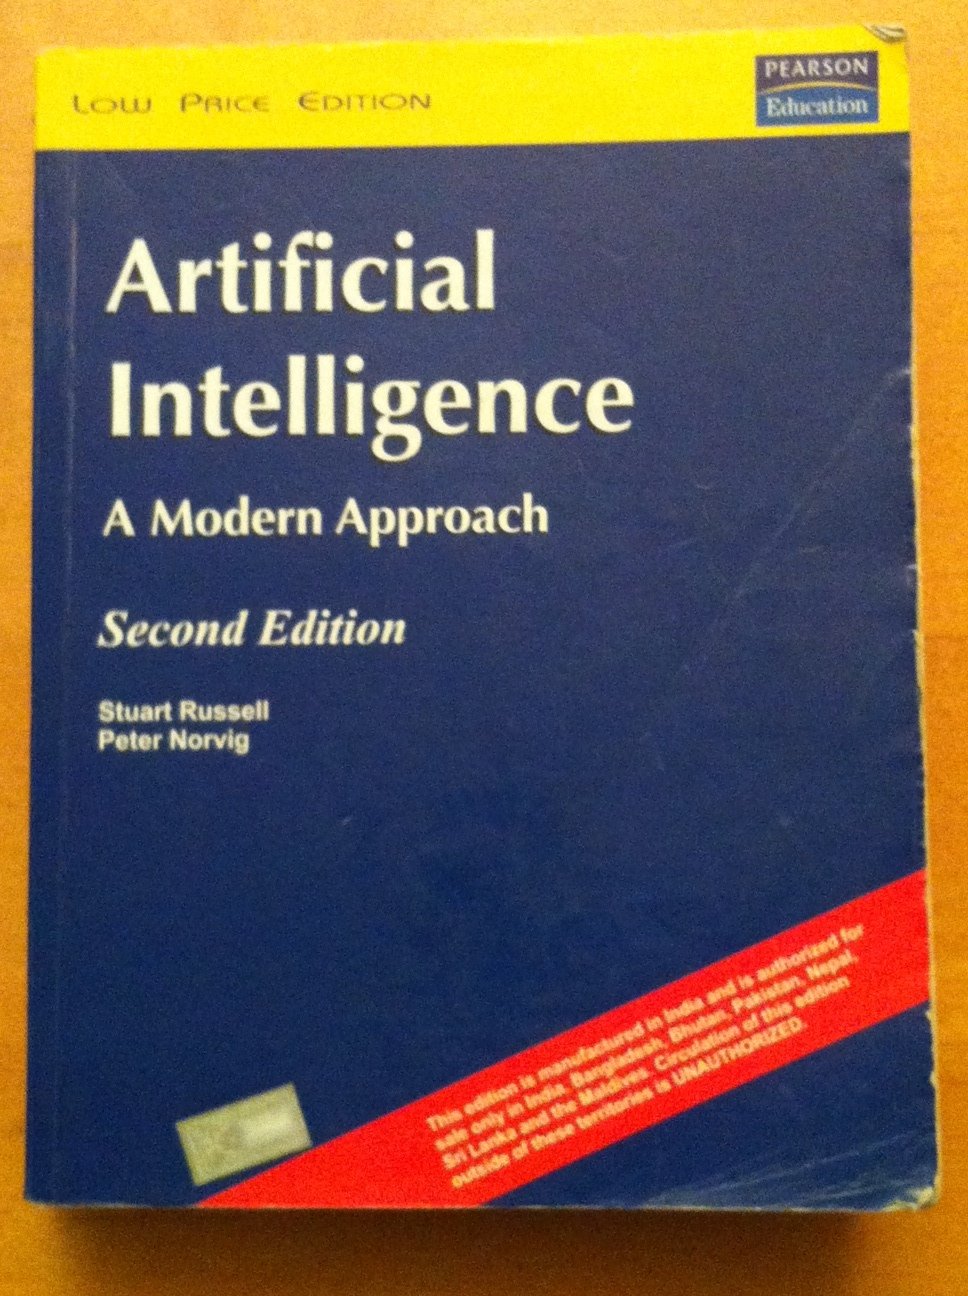 LOW PRICE EDITION
PEARSON
Education
Artificial
Intelligence
A Modern Approach
Second Edition
Stuart Russell
Peter Norvig
This edition is manufactured in India and is authorized for
sale only in India, Bangladesh, Bhutan, Pakistan, Nepal,
Sri Lanka and the Maldives. Circulation of this edition
outside of these territories is UNAUTHORIZED.